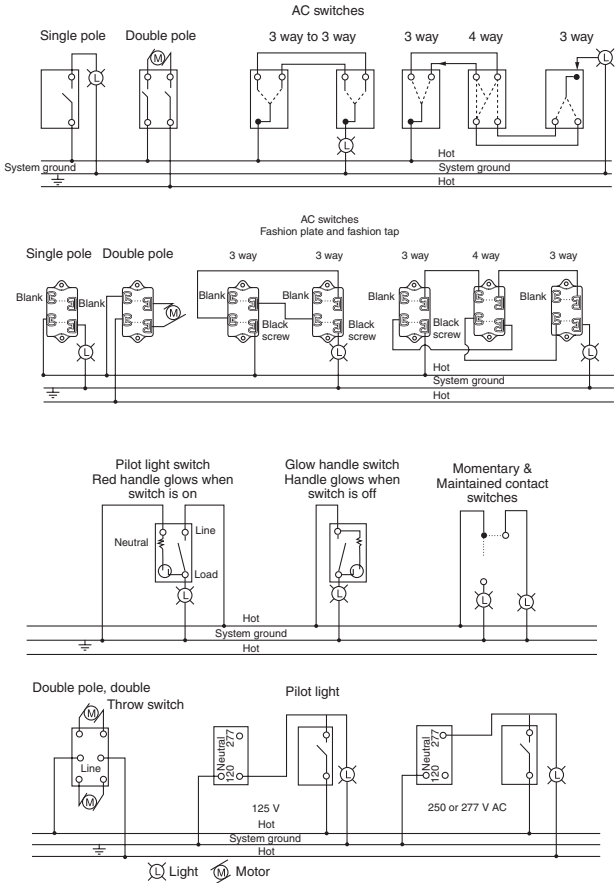 AC switches
Single pole
Double pole
3 way to 3 way
3 way
4 way
3 way
M
L
L
L
Hot
System ground
System ground
Hot
AC switches
Fashion plate and fashion tap
Single pole
Double pole
3 way
3 way
3 way
4 way
3 way
Blank
Blank
Blank
Blank
Blank
Blank
M
Black
screw
Black
screw
Black
screw
L
L
L
Hot
System ground
Hot
Pilot light switch
Red handle glows when
switch is on
Glow handle switch
Handle glows when
switch is off
Momentary &
Maintained contact
switches
Neutral
Line
Load
L
L
L
L
Hot
System ground
Hot
Double pole, double
Throw switch
Pilot light
M
Line
M
Neutral
120 277
L
Neutral
120 277
L
125 V
250 or 277 V AC
Hot
System ground
Hot
L Light
M Motor